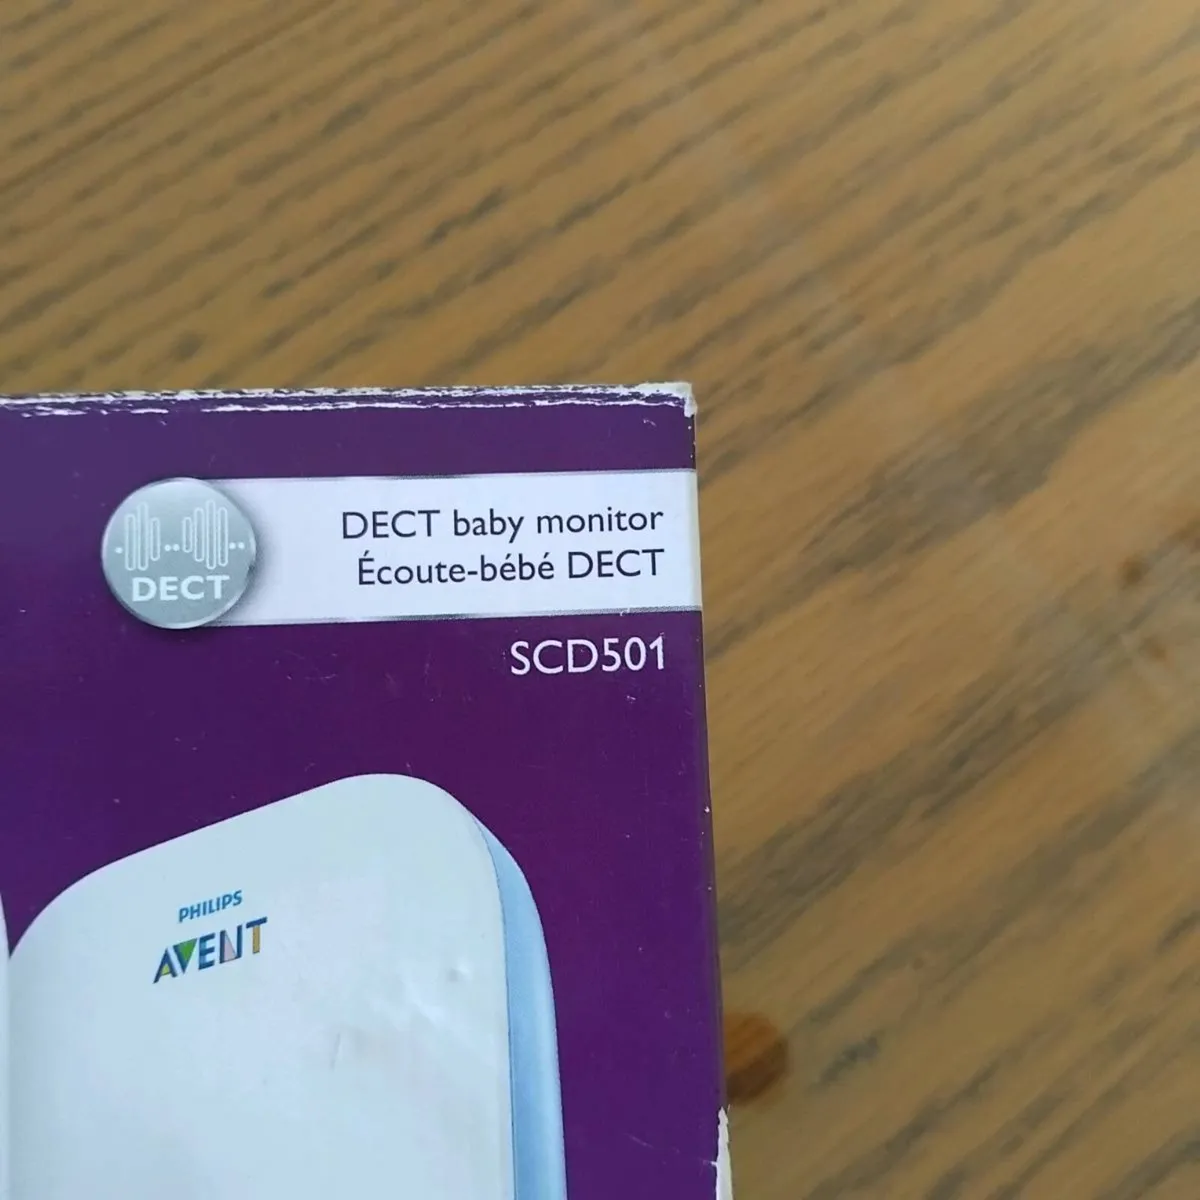 DECT
DECT baby monitor
Écoute-bébé DECT
SCD501
PHILIPS
AVENT